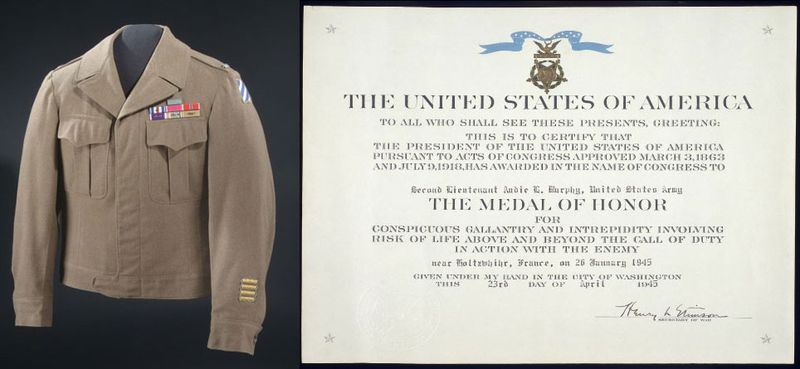 THE UNITED STATES OF AMERICA
TO ALL WHO SHALL SEE THESE PRESENTS, GREETING:
THIS IS TO CERTIFY THAT
THE PRESIDENT OF THE UNITED STATES OF AMERICA
PURSUANT TO ACTS OF CONGRESS APPROVED MARCH 3, 1863
AND JULY 9, 1918, HAS AWARDED IN THE NAME OF CONGRESS TO
Second Lieutenant Audie L. Murphy, United States Army
THE MEDAL OF HONOR
FOR
CONSPICUOUS GALLANTRY AND INTREPIDITY INVOLVING
RISK OF LIFE ABOVE AND BEYOND THE CALL OF DUTY
IN ACTION WITH THE ENEMY
near Holtzwihr, France, on 26 January 1945
GIVEN UNDER MY HAND IN THE CITY OF WASHINGTON
THIS 23rd DAY OF April 1945
Henry L Stimson
SECRETARY OF WAR